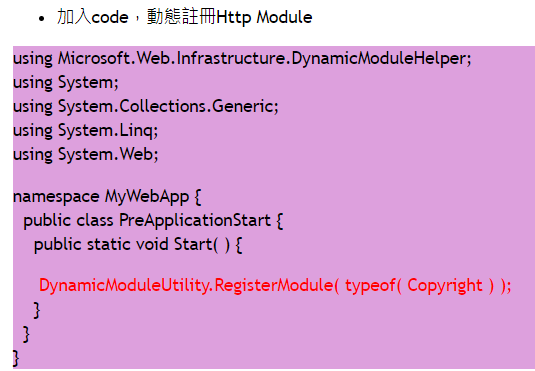 • 加入code，動態註冊Http Module
using Microsoft.Web.Infrastructure.DynamicModuleHelper;
using System;
using System.Collections.Generic;
using System.Linq;
using System.Web;
namespace MyWebApp {
public class PreApplicationStart {
public static void Start( ) {
DynamicModuleUtility.RegisterModule( typeof( Copyright ) );
}
}
}